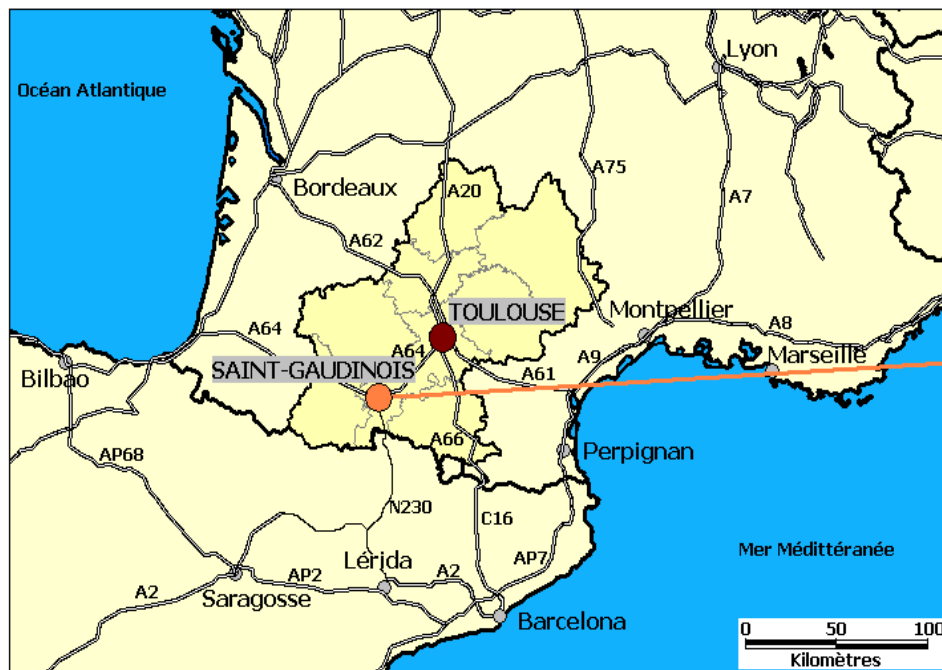 Lyon
Océan Atlantique
A75
Bordeaux
A20
A7
A62
TOULOUSE
Montpellier
A64
A8
A64
A9
Marseille
SAINT-GAUDINOIS
A61
Bilbao
A66
Perpignan
AP68
N230
C16
Mer Médittéranée
AP7
Lérida
A2
AP2
A2
Saragosse
Barcelona
0 50 100
Kilomètres